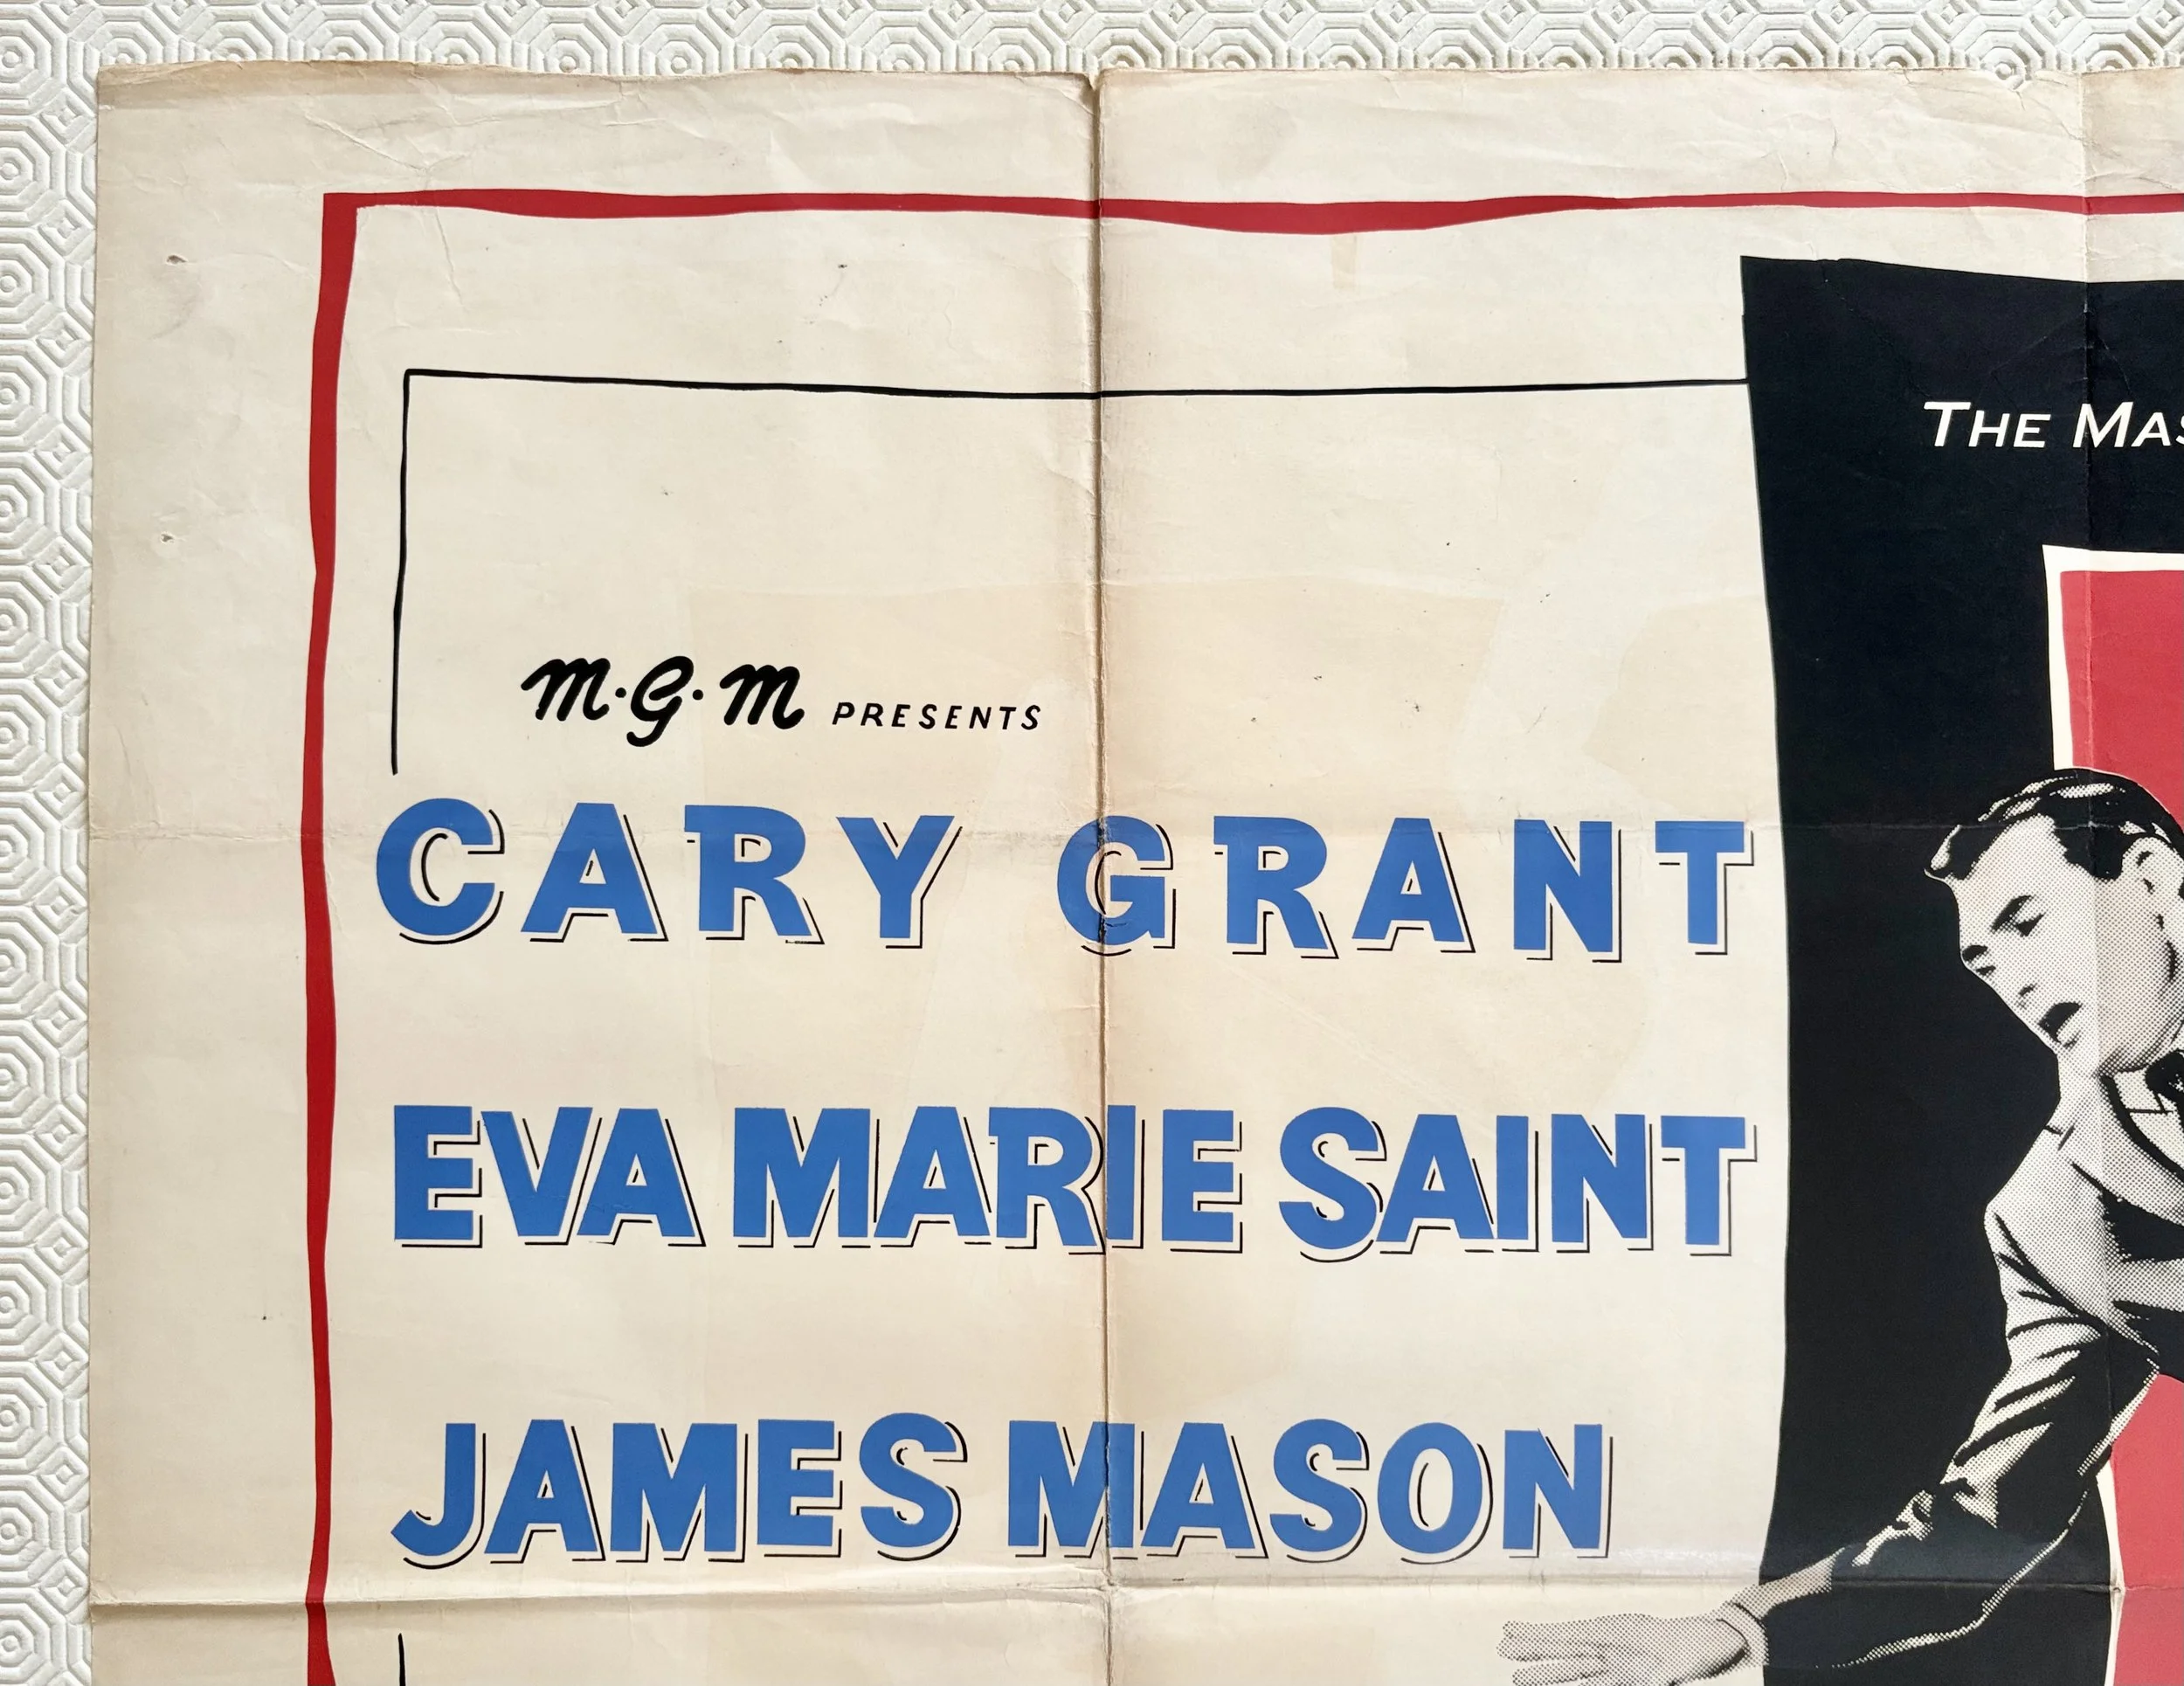 M·G·M PRESENTS
THE MAS
CARY GRANT
EVA MARIE SAINT
JAMES MASON